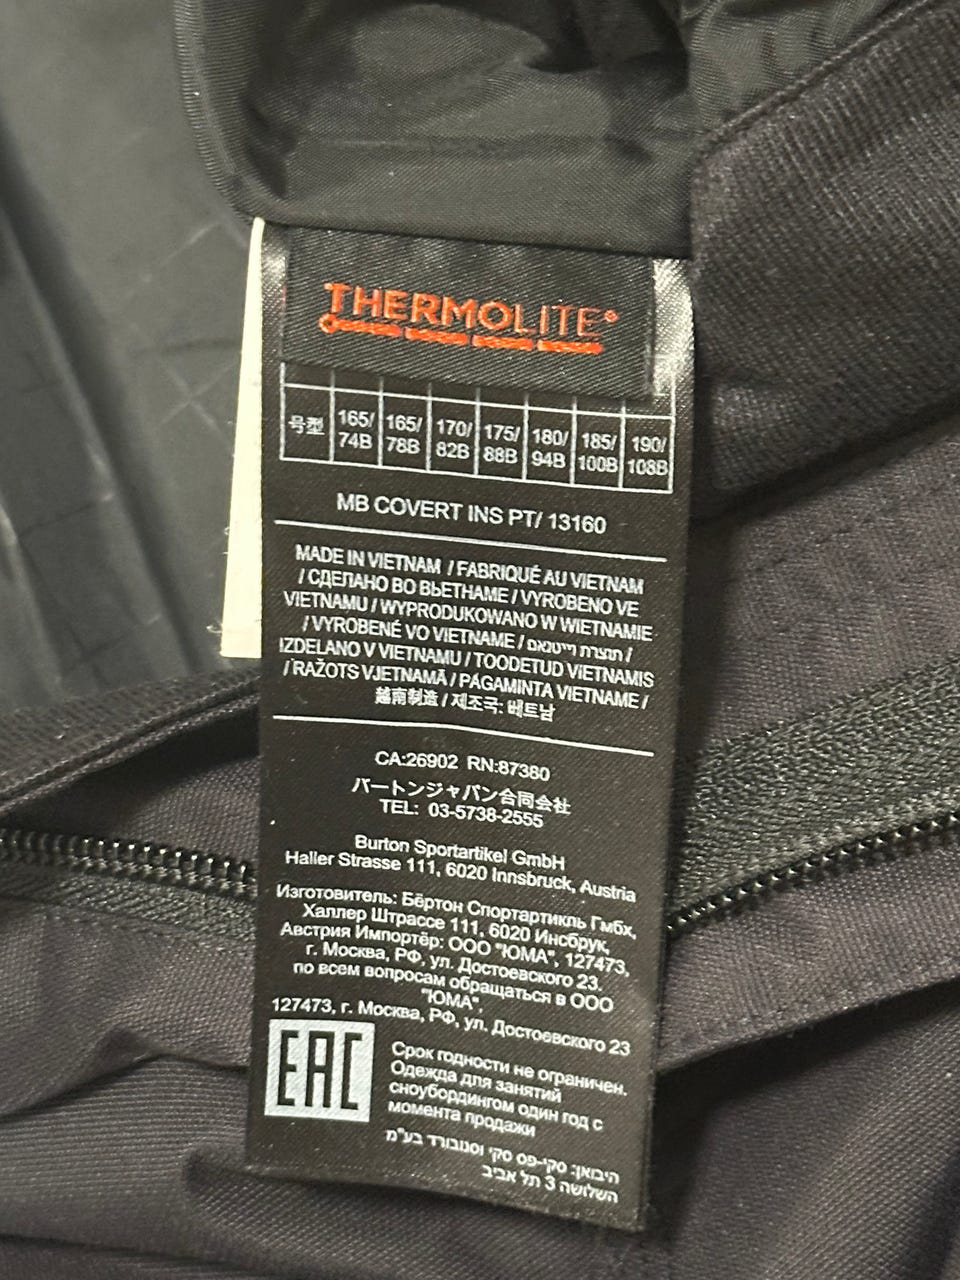 THERMOLITE®
号型 165/74B 165/78B 170/82B 175/88B 180/94B 185/100B 190/108B
MB COVERT INS PT/ 13160
MADE IN VIETNAM / FABRIQUÉ AU VIETNAM
/ СДЕЛАНО ВО ВЬЕТНАМЕ / VYROBENO VE
VIETNAMU / WYPRODUKOWANO W WIETNAMIE
/ VYROBENÉ VO VIETNAME / תוצרת וייטנאם /
IZDELANO V VIETNAMU / TOODETUD VIETNAMIS
/ RAŽOTS VJETNAMĀ / PAGAMINTA VIETNAME /
越南制造 / 제조국: 베트남
CA:26902 RN:87380
バートンジャパン合同会社
TEL: 03-5738-2555
Burton Sportartikel GmbH
Haller Strasse 111, 6020 Innsbruck, Austria
Изготовитель: Бёртон Спортартикль Гмбх,
Халлер Штрассе 111, 6020 Инсбрук,
Австрия Импортёр: ООО "ЮМА", 127473,
г. Москва, РФ, ул. Достоевского 23.
по всем вопросам обращаться в ООО
"ЮМА",
127473, г. Москва, РФ, ул. Достоевского 23
EAC
Срок годности не ограничен.
Одежда для занятий
сноубордингом один год с
момента продажи
היבואן: סקי-פס סקי וסנובורד בע"מ
השלושה 3 תל אביב